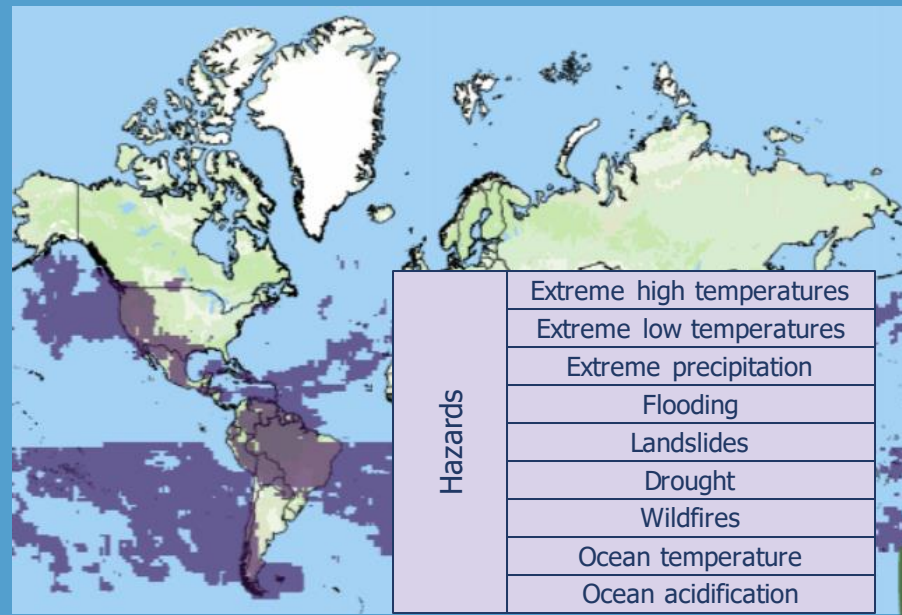 Hazards
Extreme high temperatures
Extreme low temperatures
Extreme precipitation
Flooding
Landslides
Drought
Wildfires
Ocean temperature
Ocean acidification